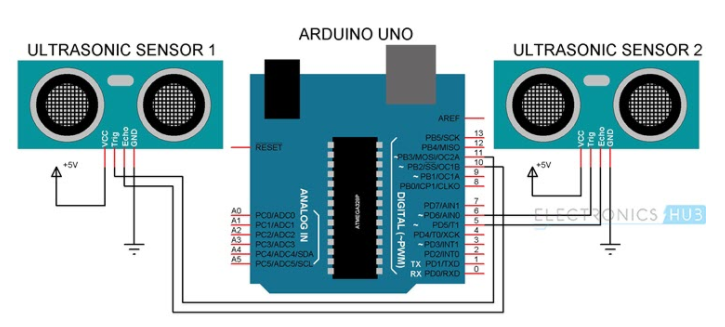 ARDUINO UNO
ULTRASONIC SENSOR 1
VCC
Trig
Echo
GND
+5V
ULTRASONIC SENSOR 2
VCC
Trig
Echo
GND
+5V
RESET
A0 PC0/ADC0
A1 PC1/ADC1
A2 PC2/ADC2
A3 PC3/ADC3
A4 PC4/ADC4/SDA
A5 PC5/ADC5/SCL
ANALOG IN
ATMEGA328P
DIGITAL (~PWM)
AREF
PB5/SCK 13
PB4/MISO 12
~PB3/MOSI/OC2A 11
~PB2/SS/OC1B 10
~PB1/OC1A 9
PB0/ICP1/CLKO 8
PD7/AIN1 7
~PD6/AIN0 6
~PD5/T1 5
PD4/T0/XCK 4
~PD3/INT1 3
PD2/INT0 2
TX PD1/TXD 1
RX PD0/RXD 0
ELECTRONICS HUB